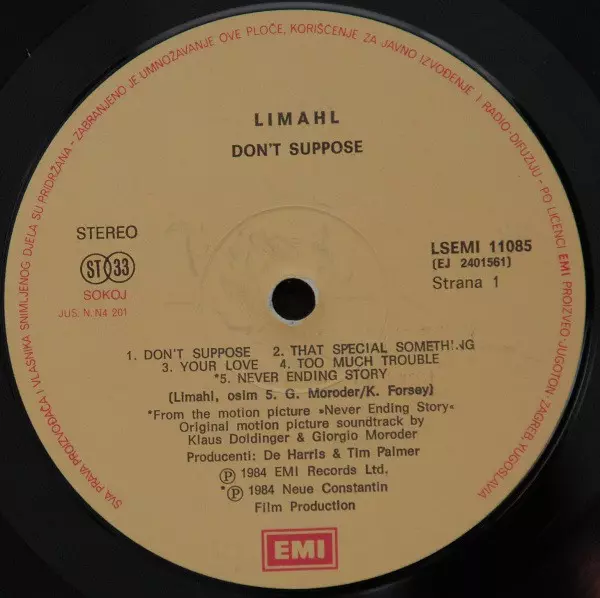 SVA PRAVA PROIZVOĐAČA I VLASNIKA SNIMLJENOG DJELA SU PRIDRŽANA - ZABRANJENO JE UMNOŽAVANJE OVE PLOČE, KORIŠĆENJE ZA JAVNO IZVOĐENJE I RADIO-DIFUZIJU - PO LICENCI EMI PROIZVEO JUGOTON ZAGREB YUGOSLAVIA
LIMAHL
DON'T SUPPOSE
STEREO
ST 33
SOKOJ
JUS. N. N4 201
LSEMI 11085
(EJ 2401561)
Strana 1
1. DON'T SUPPOSE 2. THAT SPECIAL SOMETHING
3. YOUR LOVE 4. TOO MUCH TROUBLE
*5. NEVER ENDING STORY
(Limahl, osim 5. G. Moroder/K. Forsey)
*From the motion picture »Never Ending Story«
Original motion picture soundtrack by
Klaus Doldinger & Giorgio Moroder
Producenti: De Harris & Tim Palmer
℗ 1984 EMI Records Ltd.
*℗ 1984 Neue Constantin
Film Production
EMI